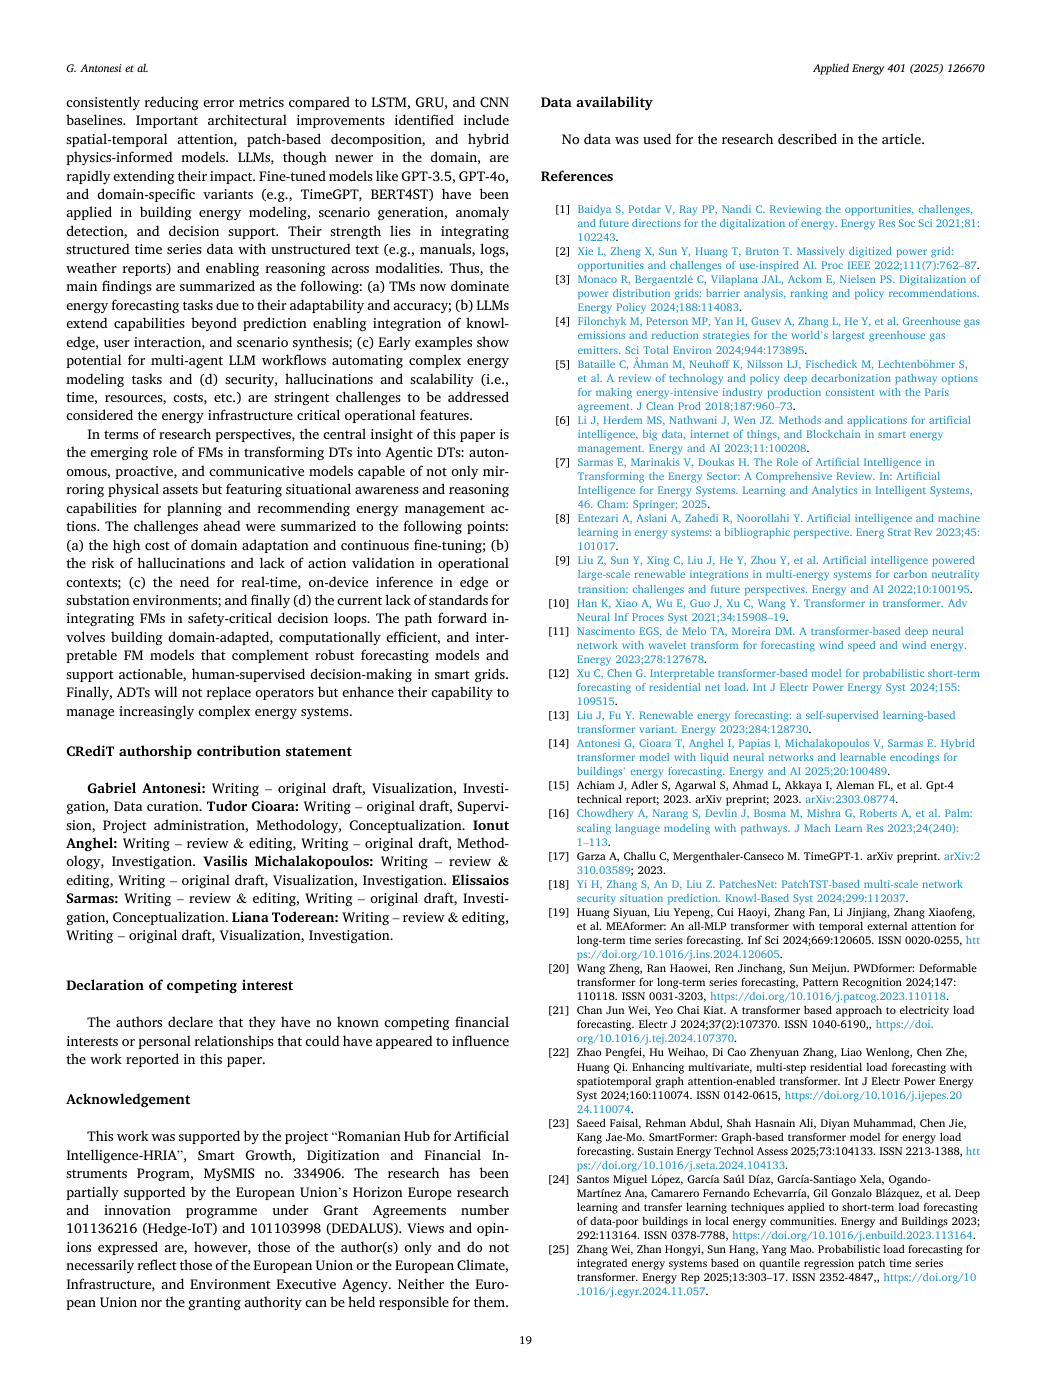 G. Antonesi et al.
Applied Energy 401 (2025) 126670
consistently reducing error metrics compared to LSTM, GRU, and CNN
baselines. Important architectural improvements identified include
spatial-temporal attention, patch-based decomposition, and hybrid
physics-informed models. LLMs, though newer in the domain, are
rapidly extending their impact. Fine-tuned models like GPT-3.5, GPT-4o,
and domain-specific variants (e.g., TimeGPT, BERT4ST) have been
applied in building energy modeling, scenario generation, anomaly
detection, and decision support. Their strength lies in integrating
structured time series data with unstructured text (e.g., manuals, logs,
weather reports) and enabling reasoning across modalities. Thus, the
main findings are summarized as the following: (a) TMs now dominate
energy forecasting tasks due to their adaptability and accuracy; (b) LLMs
extend capabilities beyond prediction enabling integration of knowl-
edge, user interaction, and scenario synthesis; (c) Early examples show
potential for multi-agent LLM workflows automating complex energy
modeling tasks and (d) security, hallucinations and scalability (i.e.,
time, resources, costs, etc.) are stringent challenges to be addressed
considered the energy infrastructure critical operational features.
In terms of research perspectives, the central insight of this paper is
the emerging role of FMs in transforming DTs into Agentic DTs: auton-
omous, proactive, and communicative models capable of not only mir-
roring physical assets but featuring situational awareness and reasoning
capabilities for planning and recommending energy management ac-
tions. The challenges ahead were summarized to the following points:
(a) the high cost of domain adaptation and continuous fine-tuning; (b)
the risk of hallucinations and lack of action validation in operational
contexts; (c) the need for real-time, on-device inference in edge or
substation environments; and finally (d) the current lack of standards for
integrating FMs in safety-critical decision loops. The path forward in-
volves building domain-adapted, computationally efficient, and inter-
pretable FM models that complement robust forecasting models and
support actionable, human-supervised decision-making in smart grids.
Finally, ADTs will not replace operators but enhance their capability to
manage increasingly complex energy systems.
CRediT authorship contribution statement
Gabriel Antonesi: Writing – original draft, Visualization, Investi-
gation, Data curation. Tudor Cioara: Writing – original draft, Supervi-
sion, Project administration, Methodology, Conceptualization. Ionut
Anghel: Writing – review & editing, Writing – original draft, Method-
ology, Investigation. Vasilis Michalakopoulos: Writing – review &
editing, Writing – original draft, Visualization, Investigation. Elissaios
Sarmas: Writing – review & editing, Writing – original draft, Investi-
gation, Conceptualization. Liana Toderean: Writing – review & editing,
Writing – original draft, Visualization, Investigation.
Declaration of competing interest
The authors declare that they have no known competing financial
interests or personal relationships that could have appeared to influence
the work reported in this paper.
Acknowledgement
This work was supported by the project “Romanian Hub for Artificial
Intelligence-HRIA”, Smart Growth, Digitization and Financial In-
struments Program, MySMIS no. 334906. The research has been
partially supported by the European Union’s Horizon Europe research
and innovation programme under Grant Agreements number
101136216 (Hedge-IoT) and 101103998 (DEDALUS). Views and opin-
ions expressed are, however, those of the author(s) only and do not
necessarily reflect those of the European Union or the European Climate,
Infrastructure, and Environment Executive Agency. Neither the Euro-
pean Union nor the granting authority can be held responsible for them.
Data availability
No data was used for the research described in the article.
References
[1] Baidya S, Potdar V, Ray PP, Nandi C. Reviewing the opportunities, challenges,
and future directions for the digitalization of energy. Energy Res Soc Sci 2021;81:
102243.
[2] Xie L, Zheng X, Sun Y, Huang T, Bruton T. Massively digitized power grid:
opportunities and challenges of use-inspired AI. Proc IEEE 2022;111(7):762–87.
[3] Monaco R, Bergaentzlé C, Vilaplana JAL, Ackom E, Nielsen PS. Digitalization of
power distribution grids: barrier analysis, ranking and policy recommendations.
Energy Policy 2024;188:114083.
[4] Filonchyk M, Peterson MP, Yan H, Gusev A, Zhang L, He Y, et al. Greenhouse gas
emissions and reduction strategies for the world’s largest greenhouse gas
emitters. Sci Total Environ 2024;944:173895.
[5] Bataille C, Åhman M, Neuhoff K, Nilsson LJ, Fischedick M, Lechtenböhmer S,
et al. A review of technology and policy deep decarbonization pathway options
for making energy-intensive industry production consistent with the Paris
agreement. J Clean Prod 2018;187:960–73.
[6] Li J, Herdem MS, Nathwani J, Wen JZ. Methods and applications for artificial
intelligence, big data, internet of things, and Blockchain in smart energy
management. Energy and AI 2023;11:100208.
[7] Sarmas E, Marinakis V, Doukas H. The Role of Artificial Intelligence in
Transforming the Energy Sector: A Comprehensive Review. In: Artificial
Intelligence for Energy Systems. Learning and Analytics in Intelligent Systems,
46. Cham: Springer; 2025.
[8] Entezari A, Aslani A, Zahedi R, Noorollahi Y. Artificial intelligence and machine
learning in energy systems: a bibliographic perspective. Energ Strat Rev 2023;45:
101017.
[9] Liu Z, Sun Y, Xing C, Liu J, He Y, Zhou Y, et al. Artificial intelligence powered
large-scale renewable integrations in multi-energy systems for carbon neutrality
transition: challenges and future perspectives. Energy and AI 2022;10:100195.
[10] Han K, Xiao A, Wu E, Guo J, Xu C, Wang Y. Transformer in transformer. Adv
Neural Inf Proces Syst 2021;34:15908–19.
[11] Nascimento EGS, de Melo TA, Moreira DM. A transformer-based deep neural
network with wavelet transform for forecasting wind speed and wind energy.
Energy 2023;278:127678.
[12] Xu C, Chen G. Interpretable transformer-based model for probabilistic short-term
forecasting of residential net load. Int J Electr Power Energy Syst 2024;155:
109515.
[13] Liu J, Fu Y. Renewable energy forecasting: a self-supervised learning-based
transformer variant. Energy 2023;284:128730.
[14] Antonesi G, Cioara T, Anghel I, Papias I, Michalakopoulos V, Sarmas E. Hybrid
transformer model with liquid neural networks and learnable encodings for
buildings’ energy forecasting. Energy and AI 2025;20:100489.
[15] Achiam J, Adler S, Agarwal S, Ahmad L, Akkaya I, Aleman FL, et al. Gpt-4
technical report; 2023. arXiv preprint; 2023. arXiv:2303.08774.
[16] Chowdhery A, Narang S, Devlin J, Bosma M, Mishra G, Roberts A, et al. Palm:
scaling language modeling with pathways. J Mach Learn Res 2023;24(240):
1–113.
[17] Garza A, Challu C, Mergenthaler-Canseco M. TimeGPT-1. arXiv preprint. arXiv:2
310.03589; 2023.
[18] Yi H, Zhang S, An D, Liu Z. PatchesNet: PatchTST-based multi-scale network
security situation prediction. Knowl-Based Syst 2024;299:112037.
[19] Huang Siyuan, Liu Yepeng, Cui Haoyi, Zhang Fan, Li Jinjiang, Zhang Xiaofeng,
et al. MEAformer: An all-MLP transformer with temporal external attention for
long-term time series forecasting. Inf Sci 2024;669:120605. ISSN 0020-0255, htt
ps://doi.org/10.1016/j.ins.2024.120605.
[20] Wang Zheng, Ran Haowei, Ren Jinchang, Sun Meijun. PWDformer: Deformable
transformer for long-term series forecasting, Pattern Recognition 2024;147:
110118. ISSN 0031-3203, https://doi.org/10.1016/j.patcog.2023.110118.
[21] Chan Jun Wei, Yeo Chai Kiat. A transformer based approach to electricity load
forecasting. Electr J 2024;37(2):107370. ISSN 1040-6190,, https://doi.
org/10.1016/j.tej.2024.107370.
[22] Zhao Pengfei, Hu Weihao, Di Cao Zhenyuan Zhang, Liao Wenlong, Chen Zhe,
Huang Qi. Enhancing multivariate, multi-step residential load forecasting with
spatiotemporal graph attention-enabled transformer. Int J Electr Power Energy
Syst 2024;160:110074. ISSN 0142-0615, https://doi.org/10.1016/j.ijepes.20
24.110074.
[23] Saeed Faisal, Rehman Abdul, Shah Hasnain Ali, Diyan Muhammad, Chen Jie,
Kang Jae-Mo. SmartFormer: Graph-based transformer model for energy load
forecasting. Sustain Energy Technol Assess 2025;73:104133. ISSN 2213-1388, htt
ps://doi.org/10.1016/j.seta.2024.104133.
[24] Santos Miguel López, García Saúl Díaz, García-Santiago Xela, Ogando-
Martínez Ana, Camarero Fernando Echevarría, Gil Gonzalo Blázquez, et al. Deep
learning and transfer learning techniques applied to short-term load forecasting
of data-poor buildings in local energy communities. Energy and Buildings 2023;
292:113164. ISSN 0378-7788, https://doi.org/10.1016/j.enbuild.2023.113164.
[25] Zhang Wei, Zhan Hongyi, Sun Hang, Yang Mao. Probabilistic load forecasting for
integrated energy systems based on quantile regression patch time series
transformer. Energy Rep 2025;13:303–17. ISSN 2352-4847,, https://doi.org/10
.1016/j.egyr.2024.11.057.
19